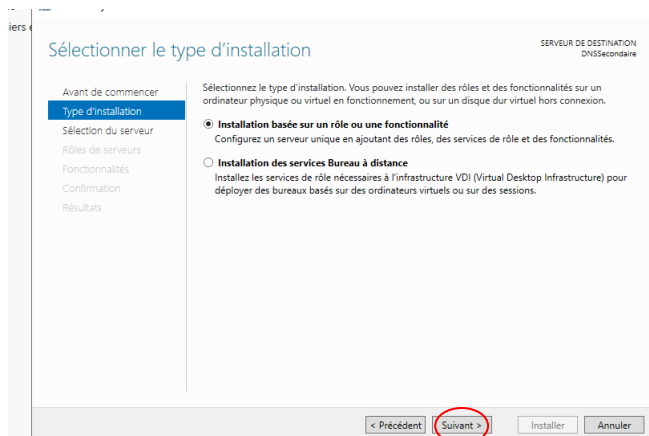 iers
Sélectionner le type d'installation
SERVEUR DE DESTINATION
DNSSecondaire
Avant de commencer
Type d'installation
Sélection du serveur
Rôles de serveurs
Fonctionnalités
Confirmation
Résultats
Sélectionnez le type d'installation. Vous pouvez installer des rôles et des fonctionnalités sur un
ordinateur physique ou virtuel en fonctionnement, ou sur un disque dur virtuel hors connexion.
Installation basée sur un rôle ou une fonctionnalité
Configurez un serveur unique en ajoutant des rôles, des services de rôle et des fonctionnalités.
Installation des services Bureau à distance
Installez les services de rôle nécessaires à l'infrastructure VDI (Virtual Desktop Infrastructure) pour
déployer des bureaux basés sur des ordinateurs virtuels ou sur des sessions.
< Précédent
Suivant >
Installer
Annuler